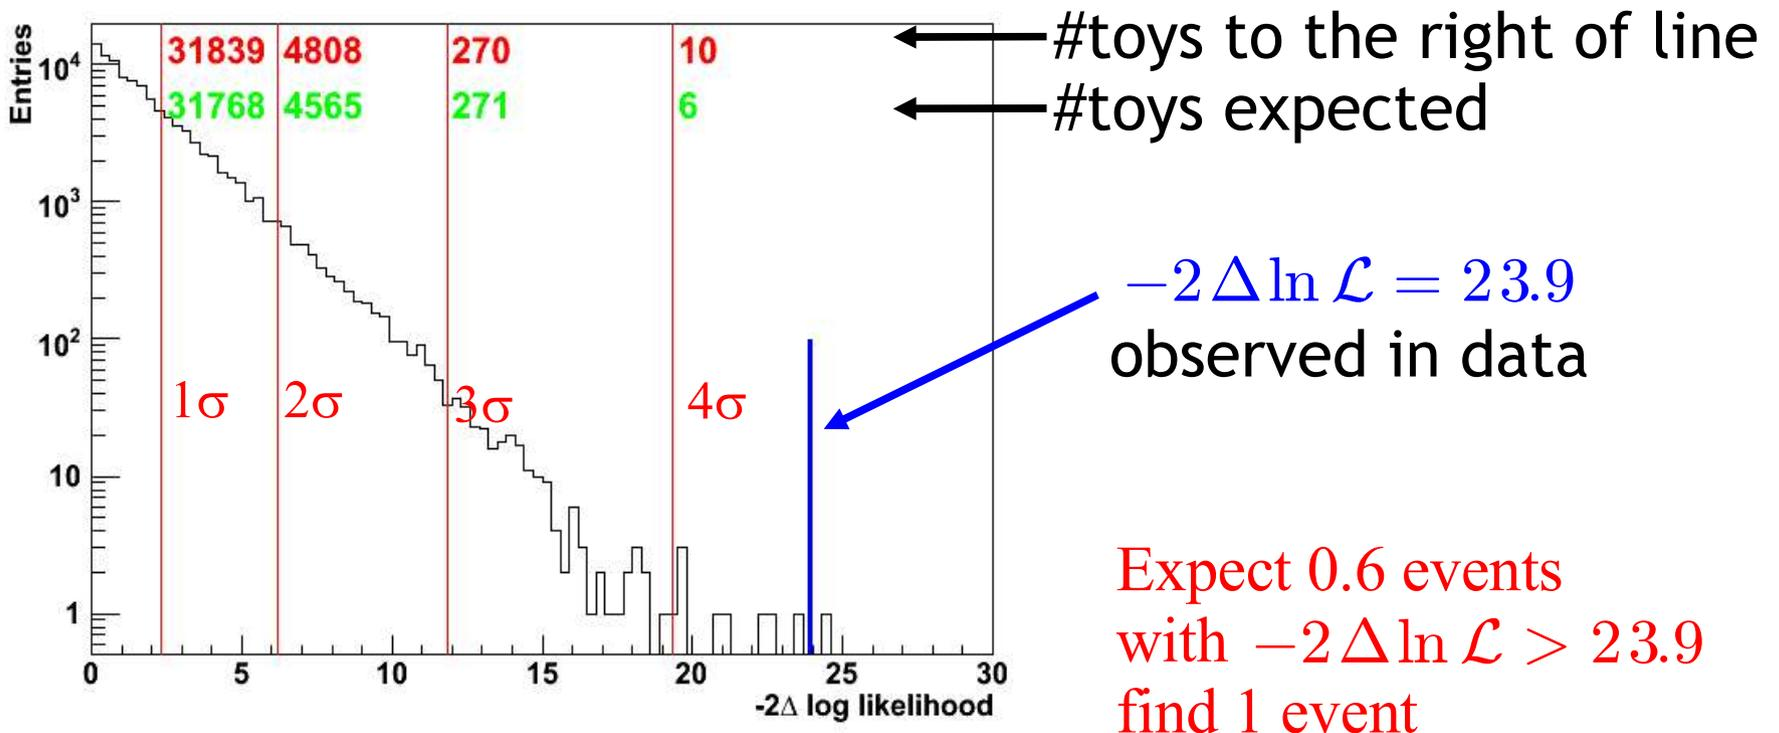 Entries
10⁴
10³
10²
10
1
31839 4808 270 10
31768 4565 271 6
1σ 2σ 3σ 4σ
0 5 10 15 20 25 30
-2Δ log likelihood
#toys to the right of line
#toys expected
−2 Δ ln ℒ = 23.9
observed in data
Expect 0.6 events
with −2 Δ ln ℒ > 23.9
find 1 event